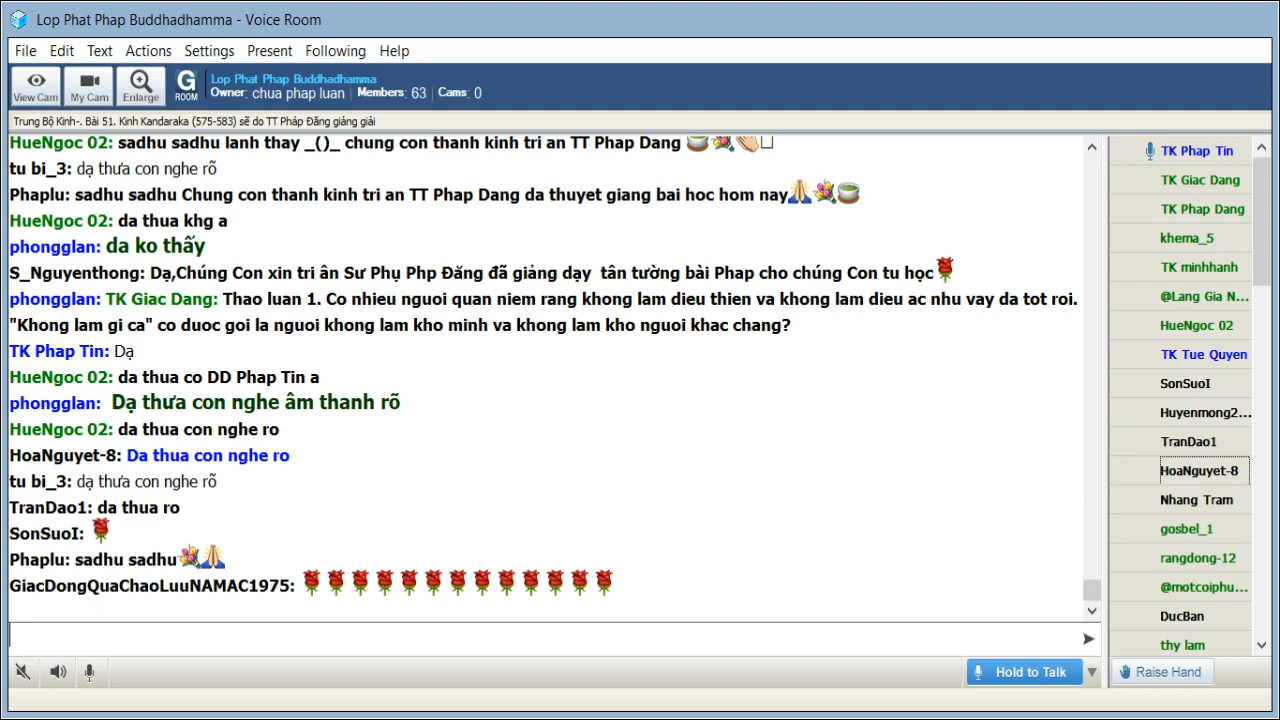 Lop Phat Phap Buddhadhamma - Voice Room
File Edit Text Actions Settings Present Following Help
View Cam My Cam Enlarge G ROOM
Lop Phat Phap Buddhadhamma
Owner: chua phap luan | Members: 63 | Cams: 0
Trung Bộ Kinh-. Bài 51. Kinh Kandaraka (575-583) sẽ do TT Pháp Đăng giảng giải
HueNgoc 02: sadhu sadhu lanh thay _()_ chung con thanh kinh tri an TT Phap Dang
tu bi_3: dạ thưa con nghe rõ
Phaplu: sadhu sadhu Chung con thanh kinh tri an TT Phap Dang da thuyet giang bai hoc hom nay
HueNgoc 02: da thua khg a
phongglan: da ko thấy
S_Nguyenthong: Dạ,Chúng Con xin tri ân Sư Phụ Php Đăng đã giảng dạy tân tường bài Phap cho chúng Con tu học
phongglan: TK Giac Dang: Thao luan 1. Co nhieu nguoi quan niem rang khong lam dieu thien va khong lam dieu ac nhu vay da tot roi.
"Khong lam gi ca" co duoc goi la nguoi khong lam kho minh va khong lam kho nguoi khac chang?
TK Phap Tin: Dạ
HueNgoc 02: da thua co DD Phap Tin a
phongglan: Dạ thưa con nghe âm thanh rõ
HueNgoc 02: da thua con nghe ro
HoaNguyet-8: Da thua con nghe ro
tu bi_3: dạ thưa con nghe rõ
TranDao1: da thua ro
SonSuoI:
Phaplu: sadhu sadhu
GiacDongQuaChaoLuuNAMAC1975:
Hold to Talk
TK Phap Tin
TK Giac Dang
TK Phap Dang
khema_5
TK minhhanh
@Lang Gia N...
HueNgoc 02
TK Tue Quyen
SonSuoI
Huyenmong2...
TranDao1
HoaNguyet-8
Nhang Tram
gosbel_1
rangdong-12
@motcoiphu...
DucBan
thy lam
Raise Hand